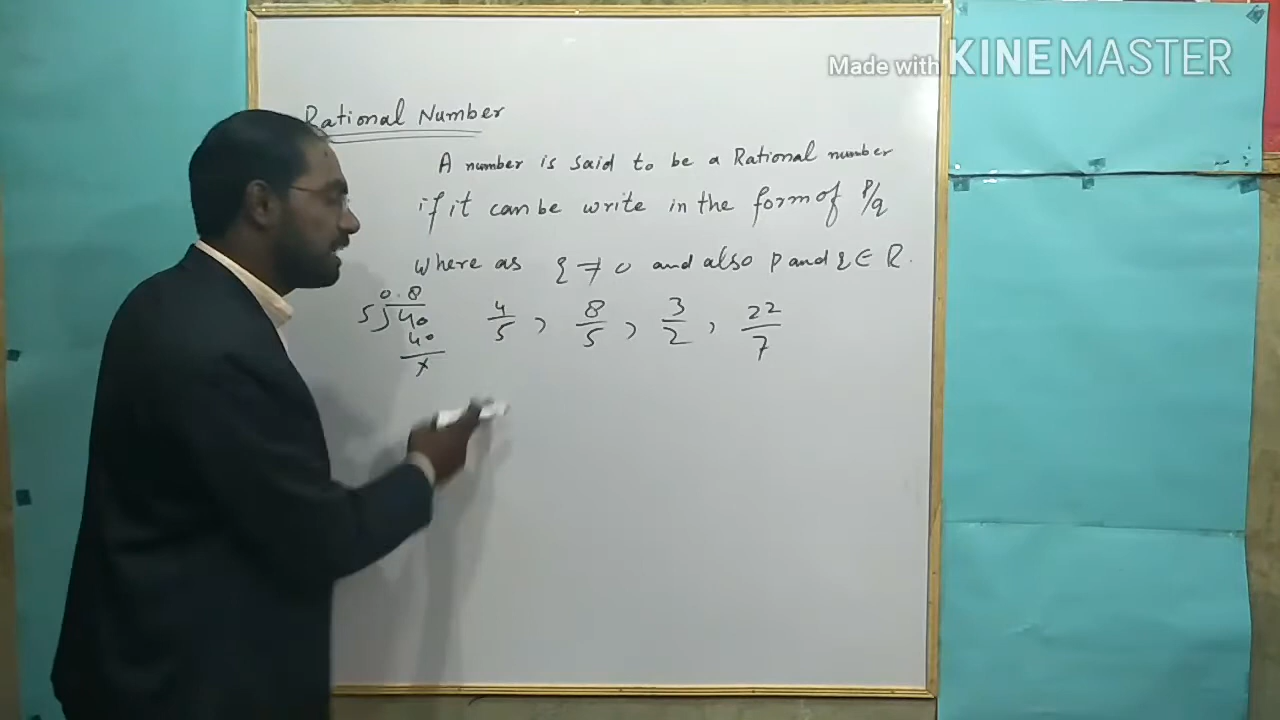 Made with KINEMASTER
Rational Number
A number is said to be a Rational number
if it can be write in the form of P/q
where as q ≠ 0 and also p and q ∈ R.
0.8
5 ) 40
40
x
4/5 , 8/5 , 3/2 , 22/7